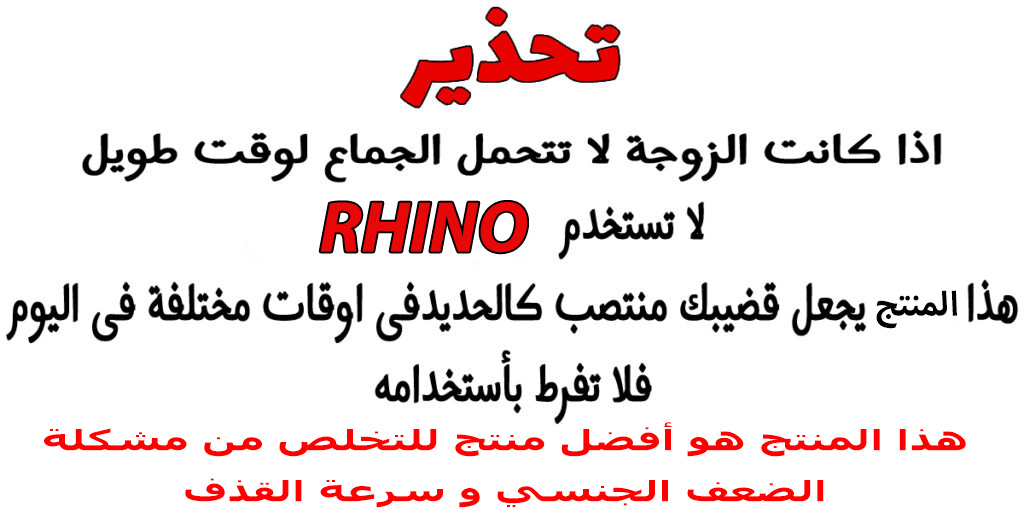 تحذير
اذا كانت الزوجة لا تتحمل الجماع لوقت طويل
لا تستخدم RHINO
هذا المنتج يجعل قضيبك منتصب كالحديدفى اوقات مختلفة فى اليوم
فلا تفرط بأستخدامه
هذا المنتج هو أفضل منتج للتخلص من مشكلة
الضعف الجنسي و سرعة القذف